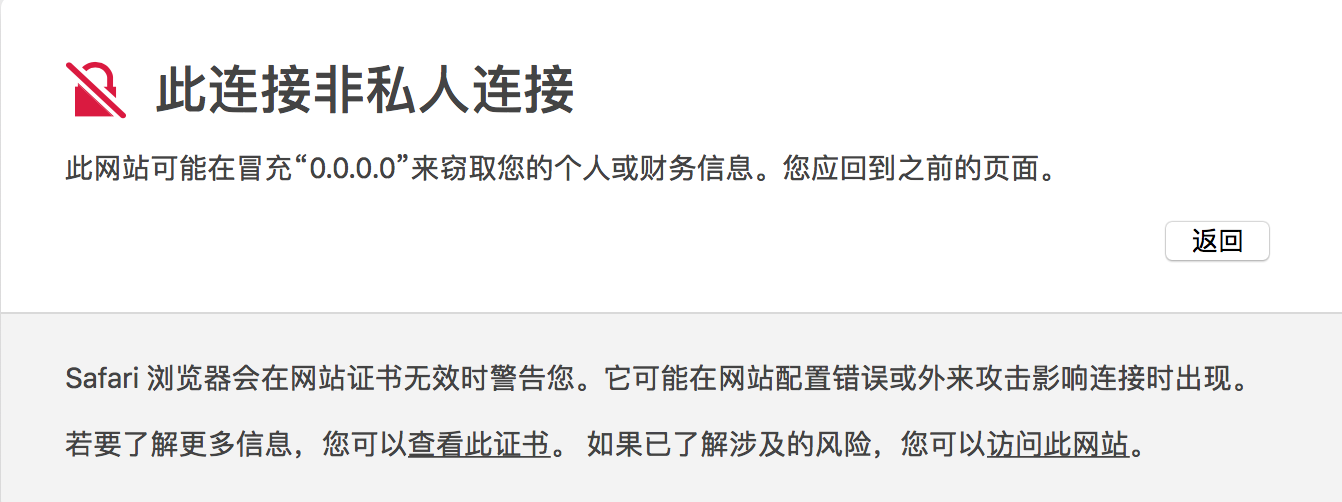 此连接非私人连接
此网站可能在冒充“0.0.0.0”来窃取您的个人或财务信息。您应回到之前的页面。
返回
Safari 浏览器会在网站证书无效时警告您。它可能在网站配置错误或外来攻击影响连接时出现。
若要了解更多信息，您可以查看此证书。 如果已了解涉及的风险，您可以访问此网站。